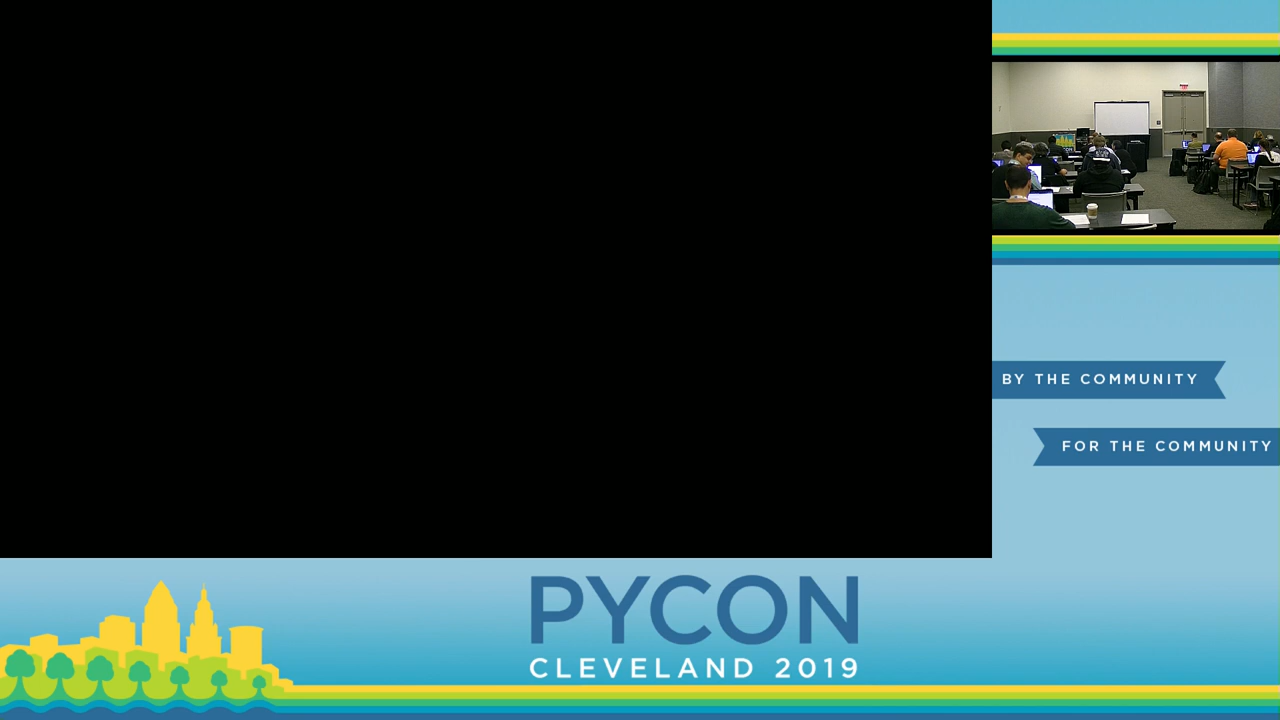 BY THE COMMUNITY
FOR THE COMMUNITY
PYCON
CLEVELAND 2019